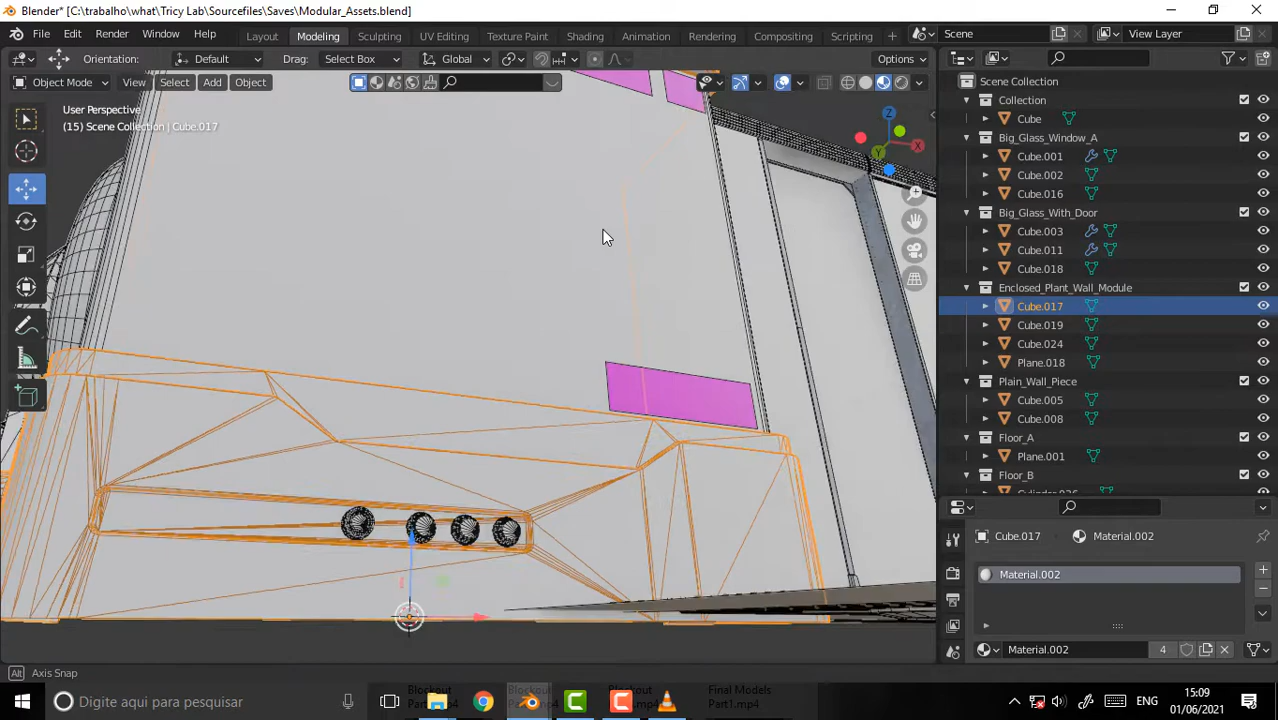 Blender* [C:\trabalho\what\Tricy Lab\Sourcefiles\Saves\Modular_Assets.blend]
File Edit Render Window Help Layout Modeling Sculpting UV Editing Texture Paint Shading Animation Rendering Compositing Scripting + Scene View Layer
Orientation: Default Drag: Select Box Global Options
Object Mode View Select Add Object
User Perspective
(15) Scene Collection | Cube.017
Z
X
Y
Scene Collection
Collection
Cube
Big_Glass_Window_A
Cube.001
Cube.002
Cube.016
Big_Glass_With_Door
Cube.003
Cube.011
Cube.018
Enclosed_Plant_Wall_Module
Cube.017
Cube.019
Cube.024
Plane.018
Plain_Wall_Piece
Cube.005
Cube.008
Floor_A
Plane.001
Floor_B
Cube.017 Material.002
Material.002
Material.002 4
Alt Axis Snap
Digite aqui para pesquisar
Blockout
Blockout
Blockout
Final Models
Part1.mp4
ENG
15:09
01/06/2021